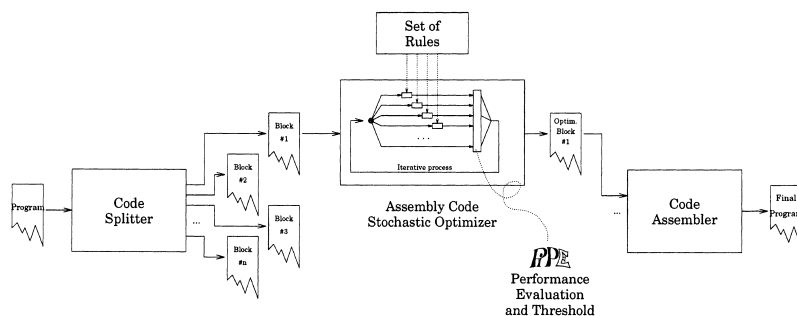 Set of
Rules
Program
Code
Splitter
Block
#1
Block
#2
...
Block
#3
Block
#n
...
Iterative process
Assembly Code
Stochastic Optimizer
Optim.
Block
#1
PIPE
Performance
Evaluation
and Threshold
...
Code
Assembler
Final
Program